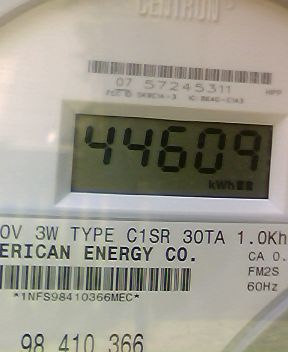 CENTRON
07 57245311
HPP
44609
kWh
0V 3W TYPE C1SR 30TA 1.0Kh
ERICAN ENERGY CO.
CA 0.
FM2S
60Hz
*1NFS98410366MEC*
98 410 366